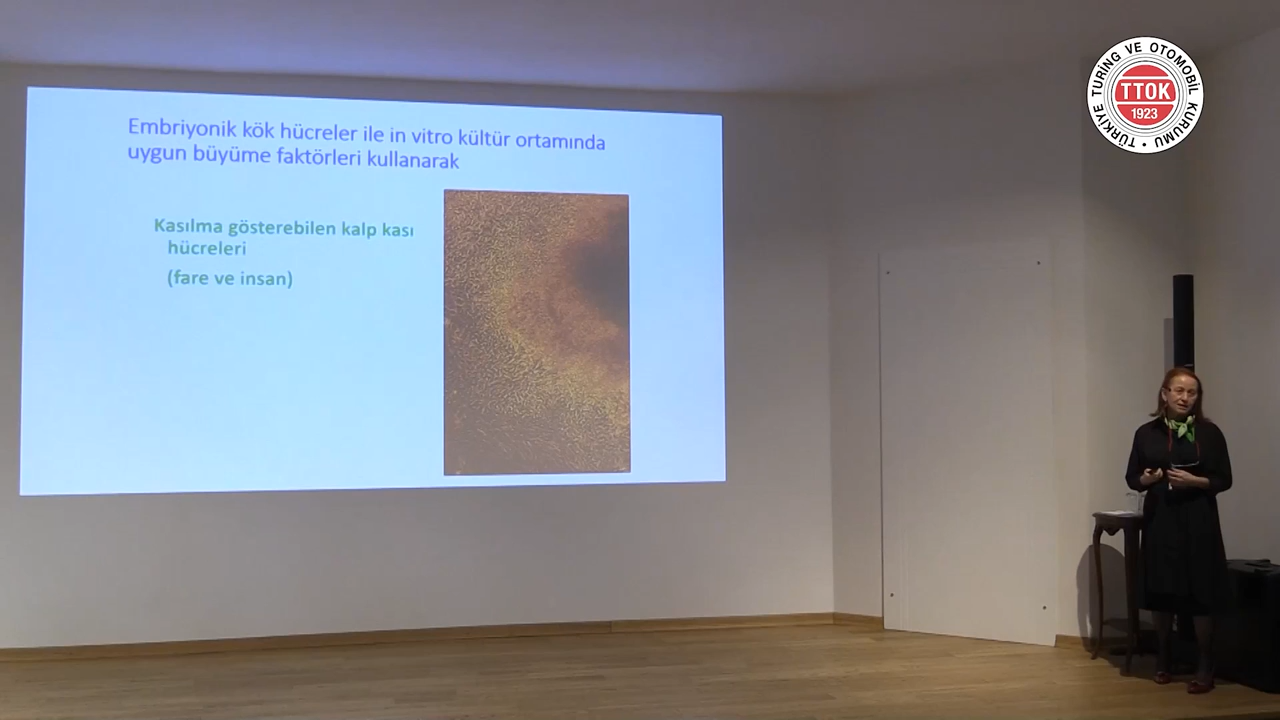 Embriyonik kök hücreler ile in vitro kültür ortamında
uygun büyüme faktörleri kullanarak
Kasılma gösterebilen kalp kası
hücreleri
(fare ve insan)
TÜRKİYE TURİNG VE OTOMOBİL KURUMU
TTOK
1923